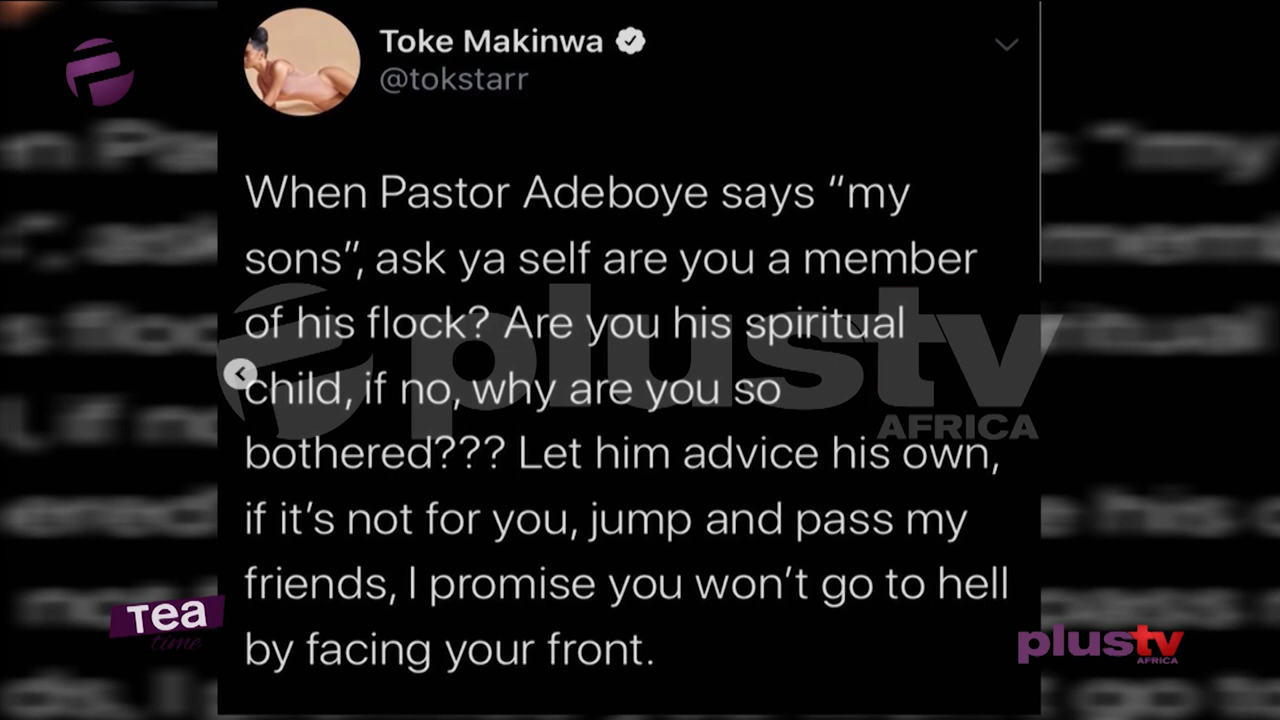 Toke Makinwa
@tokstarr
When Pastor Adeboye says “my
sons”, ask ya self are you a member
of his flock? Are you his spiritual
child, if no, why are you so
bothered??? Let him advice his own,
if it’s not for you, jump and pass my
friends, I promise you won’t go to hell
by facing your front.
plustv
AFRICA
Tea
time
plustv
AFRICA